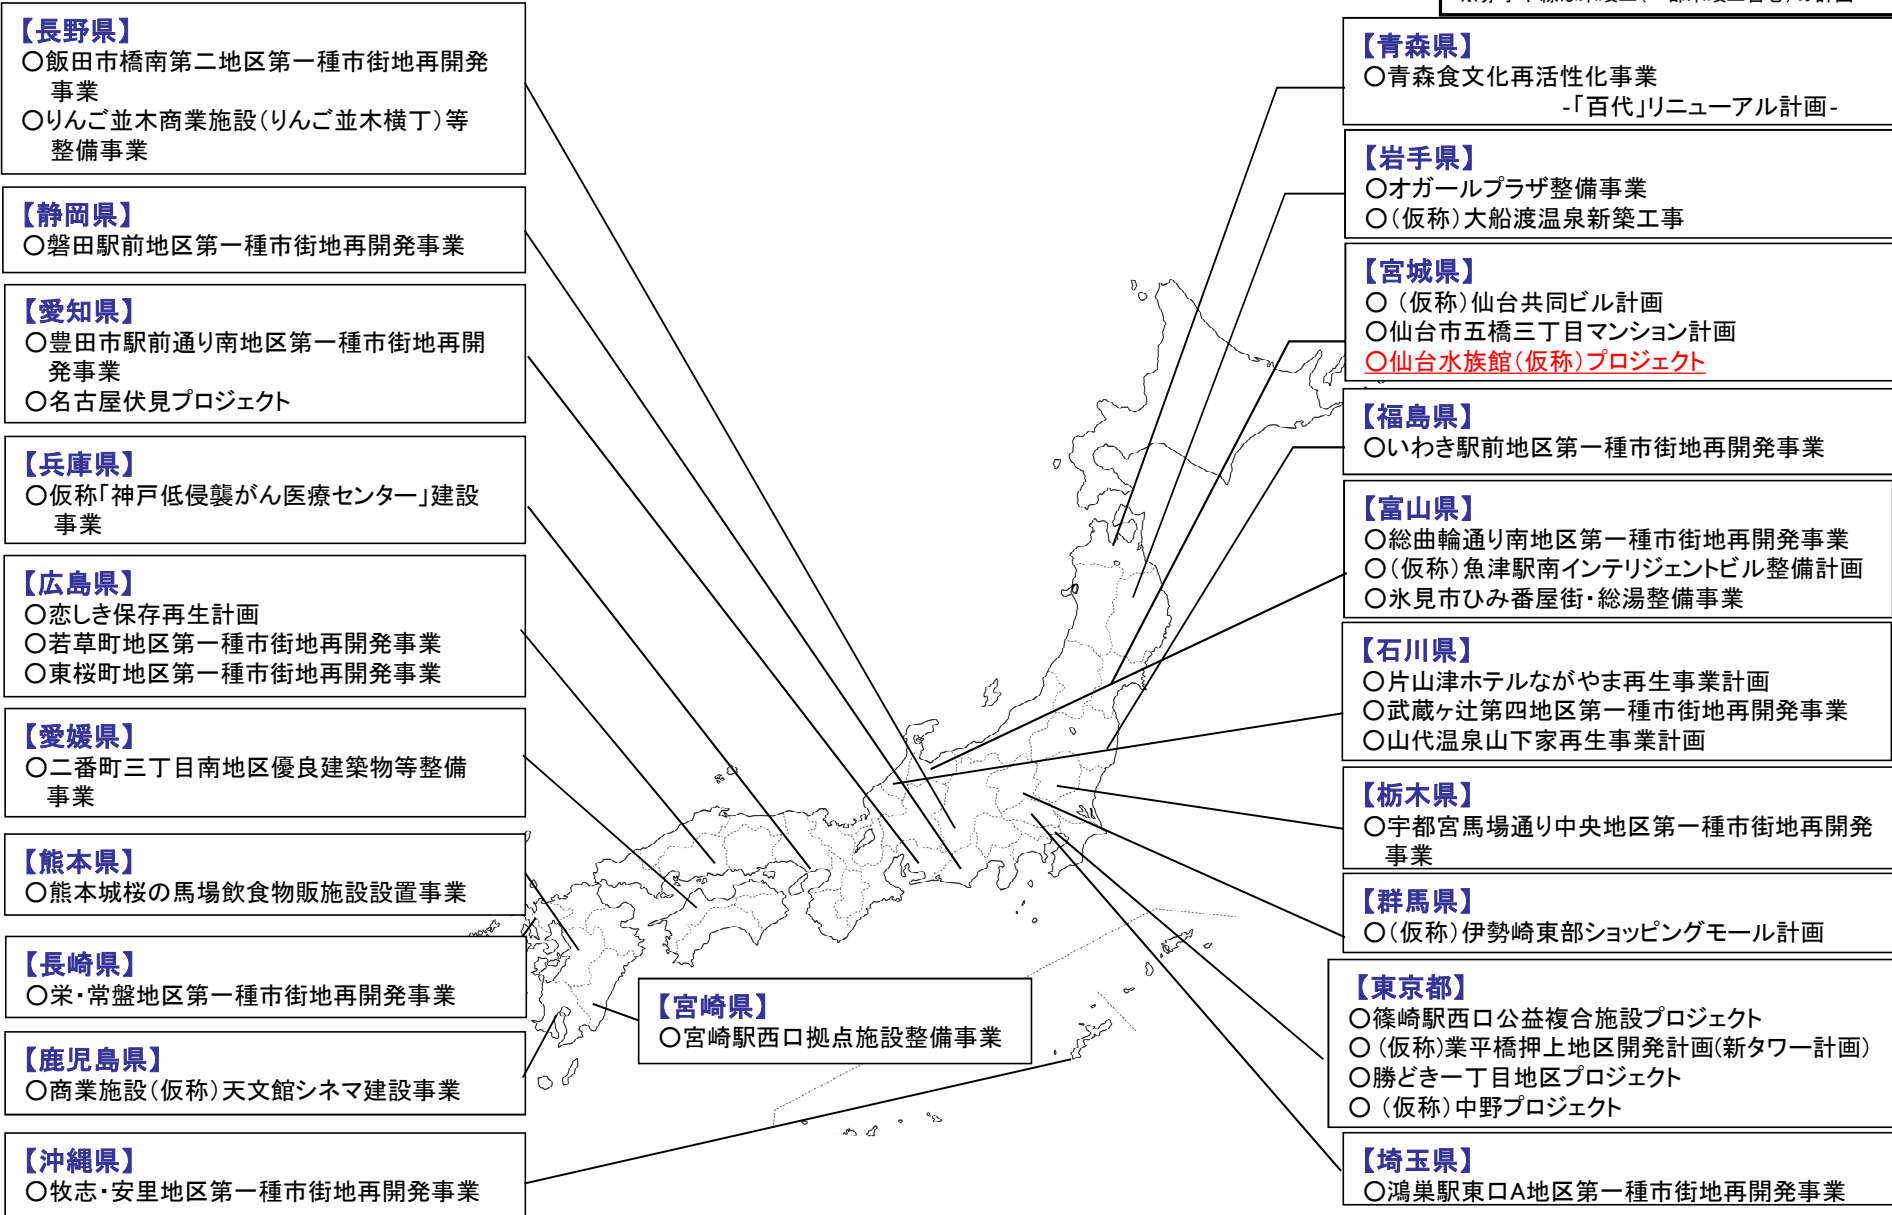 【長野県】
○飯田市橋南第二地区第一種市街地再開発
事業
○りんご並木商業施設（りんご並木横丁）等
整備事業
【静岡県】
○磐田駅前地区第一種市街地再開発事業
【愛知県】
○豊田市駅前通り南地区第一種市街地再開
発事業
○名古屋伏見プロジェクト
【兵庫県】
○仮称「神戸低侵襲がん医療センター」建設
事業
【広島県】
○恋しき保存再生計画
○若草町地区第一種市街地再開発事業
○東桜町地区第一種市街地再開発事業
【愛媛県】
○二番町三丁目南地区優良建築物等整備
事業
【熊本県】
○熊本城桜の馬場飲食物販施設設置事業
【長崎県】
○栄・常盤地区第一種市街地再開発事業
【鹿児島県】
○商業施設（仮称）天文館シネマ建設事業
【沖縄県】
○牧志・安里地区第一種市街地再開発事業
【宮崎県】
○宮崎駅西口拠点施設整備事業
【青森県】
○青森食文化再活性化事業
-「百代」リニューアル計画-
【岩手県】
○オガールプラザ整備事業
○（仮称）大船渡温泉新築工事
【宮城県】
○ （仮称）仙台共同ビル計画
○仙台市五橋三丁目マンション計画
○仙台水族館（仮称）プロジェクト
【福島県】
○いわき駅前地区第一種市街地再開発事業
【富山県】
○総曲輪通り南地区第一種市街地再開発事業
○（仮称）魚津駅南インテリジェントビル整備計画
○氷見市ひみ番屋街・総湯整備事業
【石川県】
○片山津ホテルながやま再生事業計画
○武蔵ヶ辻第四地区第一種市街地再開発事業
○山代温泉山下家再生事業計画
【栃木県】
○宇都宮馬場通り中央地区第一種市街地再開発
事業
【群馬県】
○（仮称）伊勢崎東部ショッピングモール計画
【東京都】
○篠崎駅西口公益複合施設プロジェクト
○ （仮称）業平橋押上地区開発計画(新タワー計画）
○勝どき一丁目地区プロジェクト
○ （仮称）中野プロジェクト
【埼玉県】
○鴻巣駅東口A地区第一種市街地再開発事業